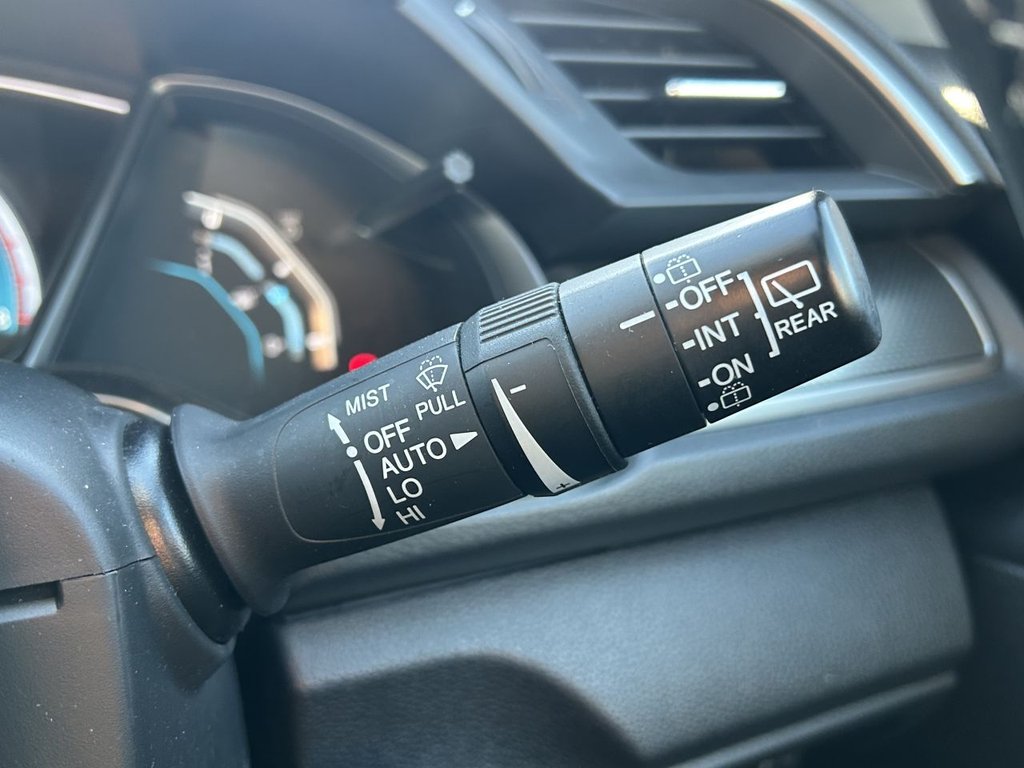 MIST
PULL
OFF
AUTO
LO
HI
-
+
OFF
INT
ON
REAR